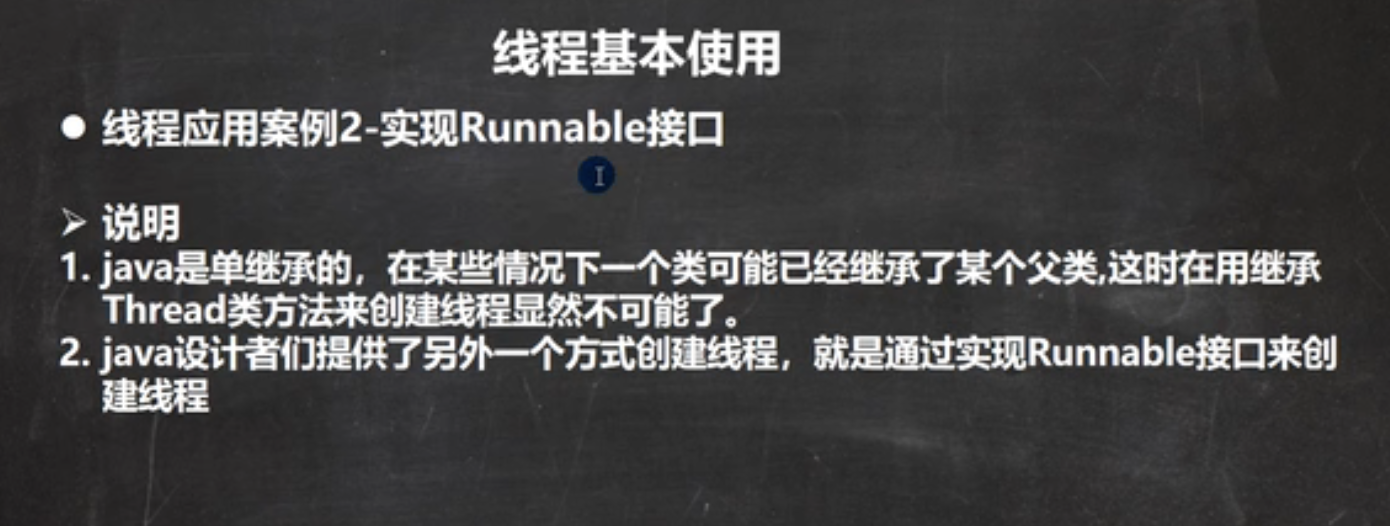 线程基本使用
● 线程应用案例2-实现Runnable接口
➢ 说明
1. java是单继承的，在某些情况下一个类可能已经继承了某个父类,这时在用继承
Thread类方法来创建线程显然不可能了。
2. java设计者们提供了另外一个方式创建线程，就是通过实现Runnable接口来创
建线程